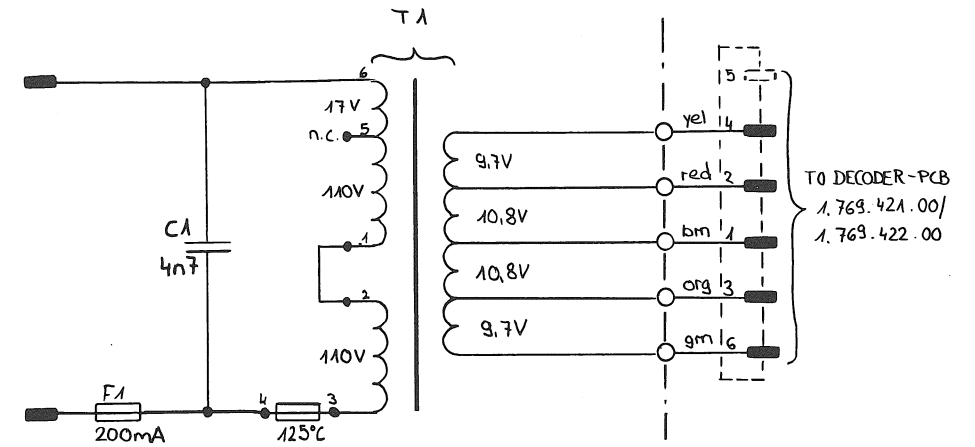 T1
6
17V
n.c. 5
110V
1
2
110V
C1
4n7
F1
200mA
4
3
125°C
9,7V
10,8V
10,8V
9,7V
5
yel 4
red 2
brn 1
org 3
grn 6
TO DECODER-PCB
1.769.421.00/
1.769.422.00